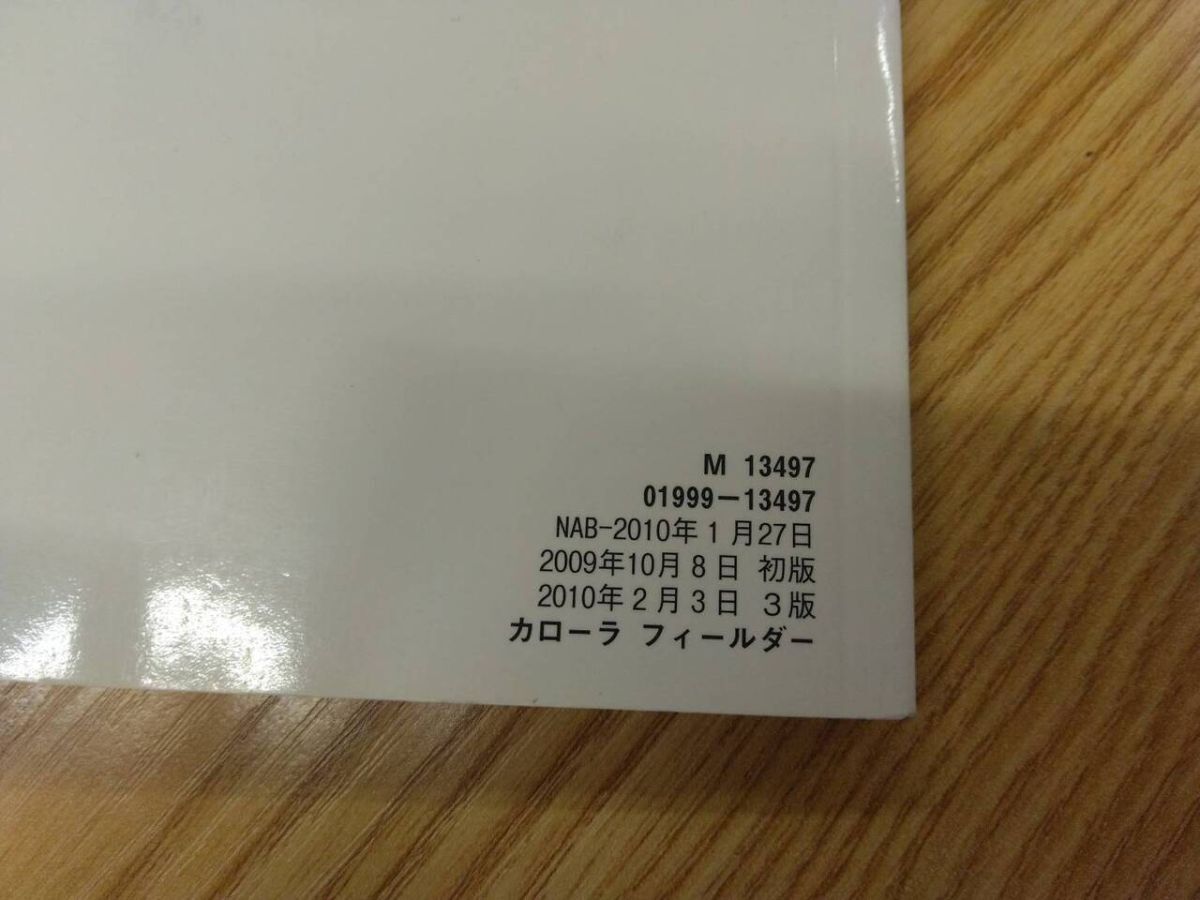 M 13497
01999-13497
NAB-2010年1月27日
2009年10月8日 初版
2010年2月3日 3版
カローラ フィールダー